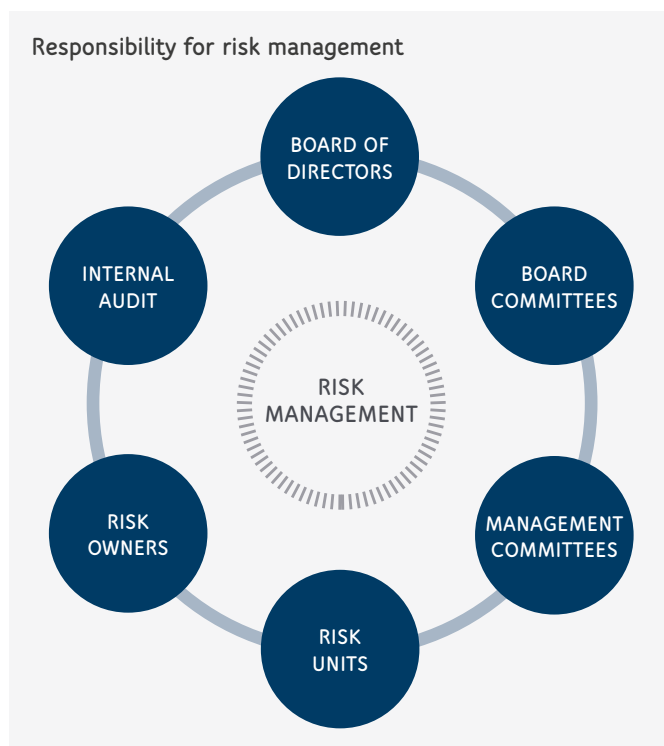 Responsibility for risk management
BOARD OF
DIRECTORS
INTERNAL
AUDIT
BOARD
COMMITTEES
RISK
MANAGEMENT
RISK
OWNERS
MANAGEMENT
COMMITTEES
RISK
UNITS